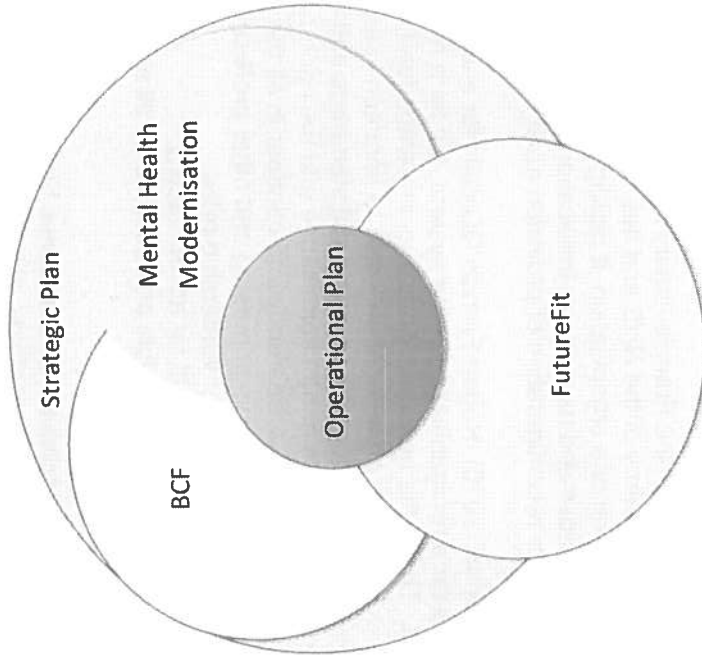 Strategic Plan
Mental Health
Modernisation
BCF
Operational Plan
FutureFit